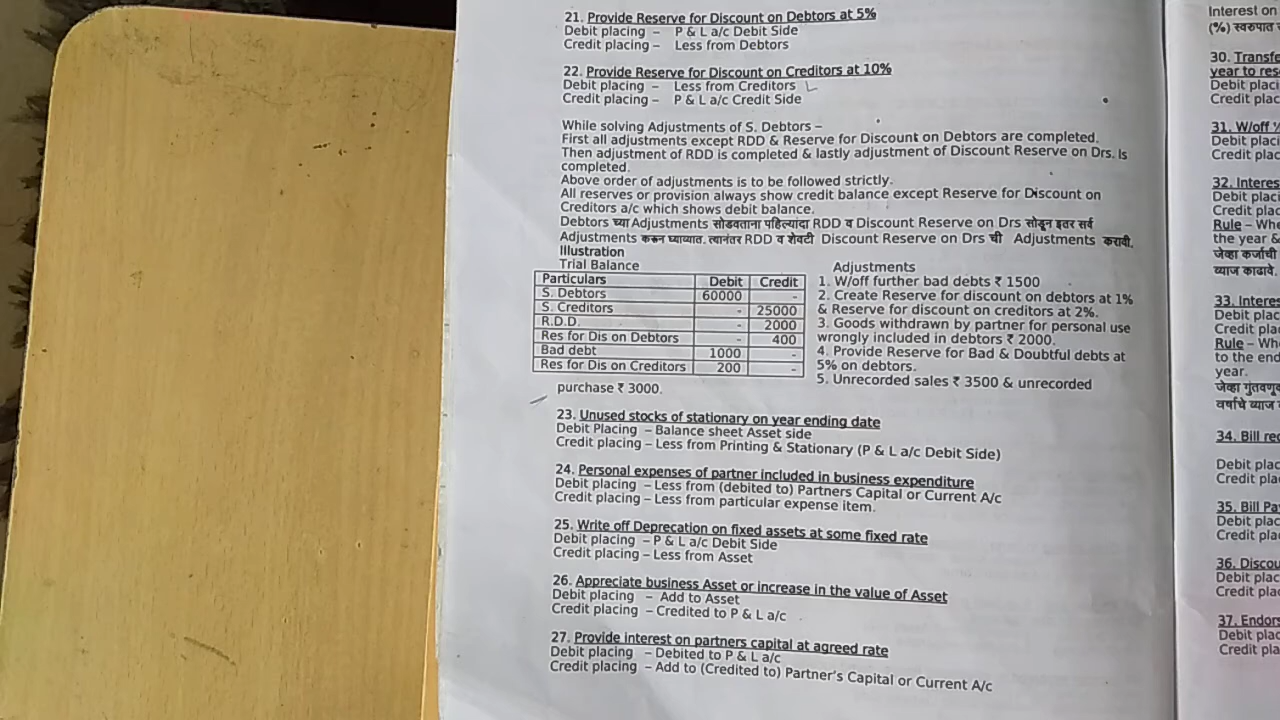 21. Provide Reserve for Discount on Debtors at 5%
Debit placing – P & L a/c Debit Side
Credit placing – Less from Debtors
22. Provide Reserve for Discount on Creditors at 10%
Debit placing – Less from Creditors
Credit placing – P & L a/c Credit Side
While solving Adjustments of S. Debtors –
First all adjustments except RDD & Reserve for Discount on Debtors are completed.
Then adjustment of RDD is completed & lastly adjustment of Discount Reserve on Drs. Is
completed.
Above order of adjustments is to be followed strictly.
All reserves or provision always show credit balance except Reserve for Discount on
Creditors a/c which shows debit balance.
Debtors च्या Adjustments सोडवताना पहिल्यांदा RDD व Discount Reserve on Drs सोडून इतर सर्व
Adjustments करून घ्याव्यात. त्यानंतर RDD व शेवटी Discount Reserve on Drs ची Adjustments करावी.
Illustration
Trial Balance
Particulars Debit Credit
S. Debtors 60000 -
S. Creditors - 25000
R.D.D. - 2000
Res for Dis on Debtors - 400
Bad debt 1000 -
Res for Dis on Creditors 200 -
Adjustments
1. W/off further bad debts ₹ 1500
2. Create Reserve for discount on debtors at 1%
& Reserve for discount on creditors at 2%.
3. Goods withdrawn by partner for personal use
wrongly included in debtors ₹ 2000.
4. Provide Reserve for Bad & Doubtful debts at
5% on debtors.
5. Unrecorded sales ₹ 3500 & unrecorded
purchase ₹ 3000.
23. Unused stocks of stationary on year ending date
Debit Placing – Balance sheet Asset side
Credit placing – Less from Printing & Stationary (P & L a/c Debit Side)
24. Personal expenses of partner included in business expenditure
Debit placing – Less from (debited to) Partners Capital or Current A/c
Credit placing – Less from particular expense item.
25. Write off Deprecation on fixed assets at some fixed rate
Debit placing – P & L a/c Debit Side
Credit placing – Less from Asset
26. Appreciate business Asset or increase in the value of Asset
Debit placing – Add to Asset
Credit placing – Credited to P & L a/c
27. Provide interest on partners capital at agreed rate
Debit placing – Debited to P & L a/c
Credit placing – Add to (Credited to) Partner's Capital or Current A/c
Interest on
(%) स्वरुपात
30. Transfe
year to res
Debit placi
Credit plac
31. W/off
Debit placi
Credit plac
32. Interes
Debit placi
Credit plac
Rule – Whe
the year &
जेव्हा कर्जाची
व्याज काढावे.
33. Interes
Debit plac
Credit pla
Rule – Wh
to the end
year.
जेव्हा गुंतवणू
वर्षाचे व्याज
34. Bill rec
Debit plac
Credit pla
35. Bill Pa
Debit plac
Credit pla
36. Discou
Debit plac
Credit pla
37. Endors
Debit plac
Credit pla